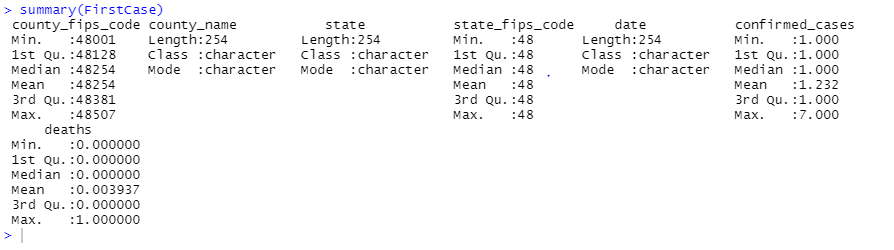 > summary(FirstCase)
county_fips_code county_name state state_fips_code date confirmed_cases
Min. :48001 Length:254 Length:254 Min. :48 Length:254 Min. :1.000
1st Qu.:48128 Class :character Class :character 1st Qu.:48 Class :character 1st Qu.:1.000
Median :48254 Mode :character Mode :character Median :48 Mode :character Median :1.000
Mean :48254 Mean :48 Mean :1.232
3rd Qu.:48381 3rd Qu.:48 3rd Qu.:1.000
Max. :48507 Max. :48 Max. :7.000
deaths
Min. :0.000000
1st Qu.:0.000000
Median :0.000000
Mean :0.003937
3rd Qu.:0.000000
Max. :1.000000
>